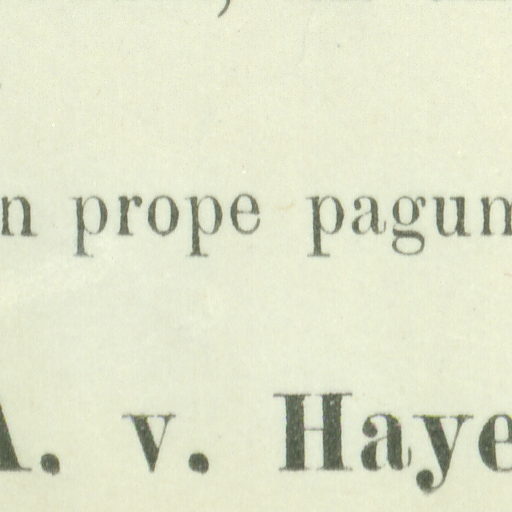 n prope pagum
A. v. Haye